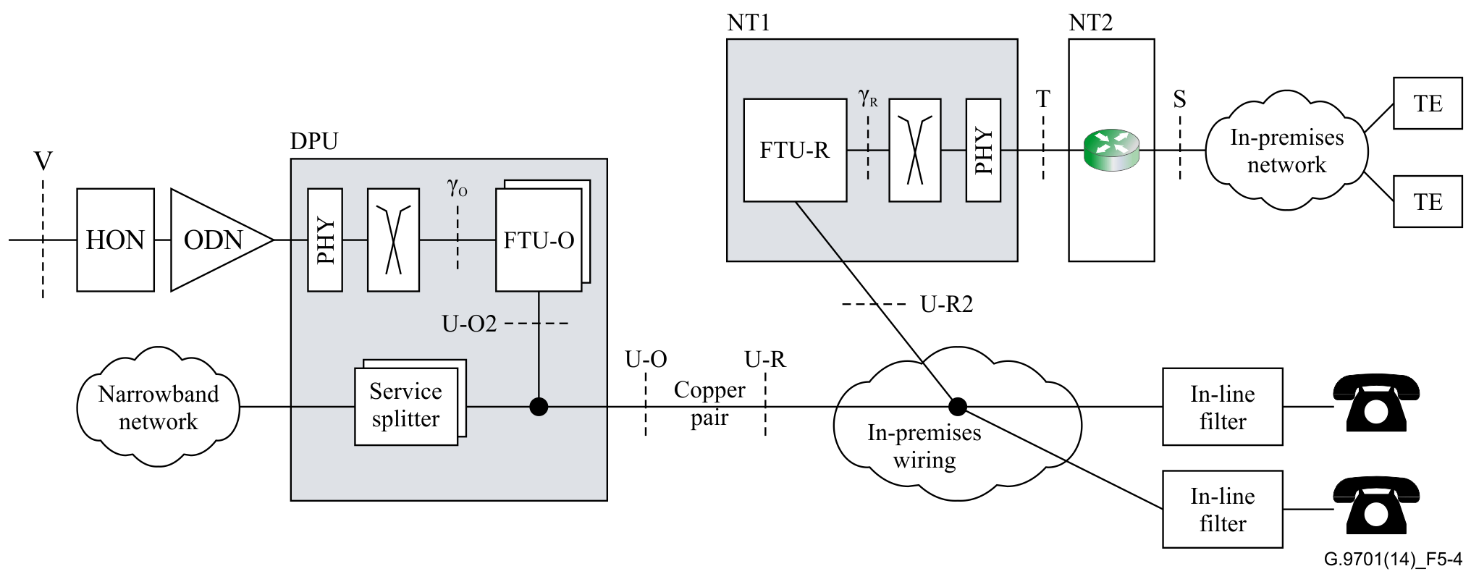 NT1
NT2
FTU-R
γR
PHY
T
S
In-premises
network
TE
TE
DPU
V
HON
ODN
PHY
γO
FTU-O
U-O2
U-R2
Narrowband
network
Service
splitter
U-O
Copper
pair
U-R
In-premises
wiring
In-line
filter
In-line
filter
G.9701(14)_F5-4